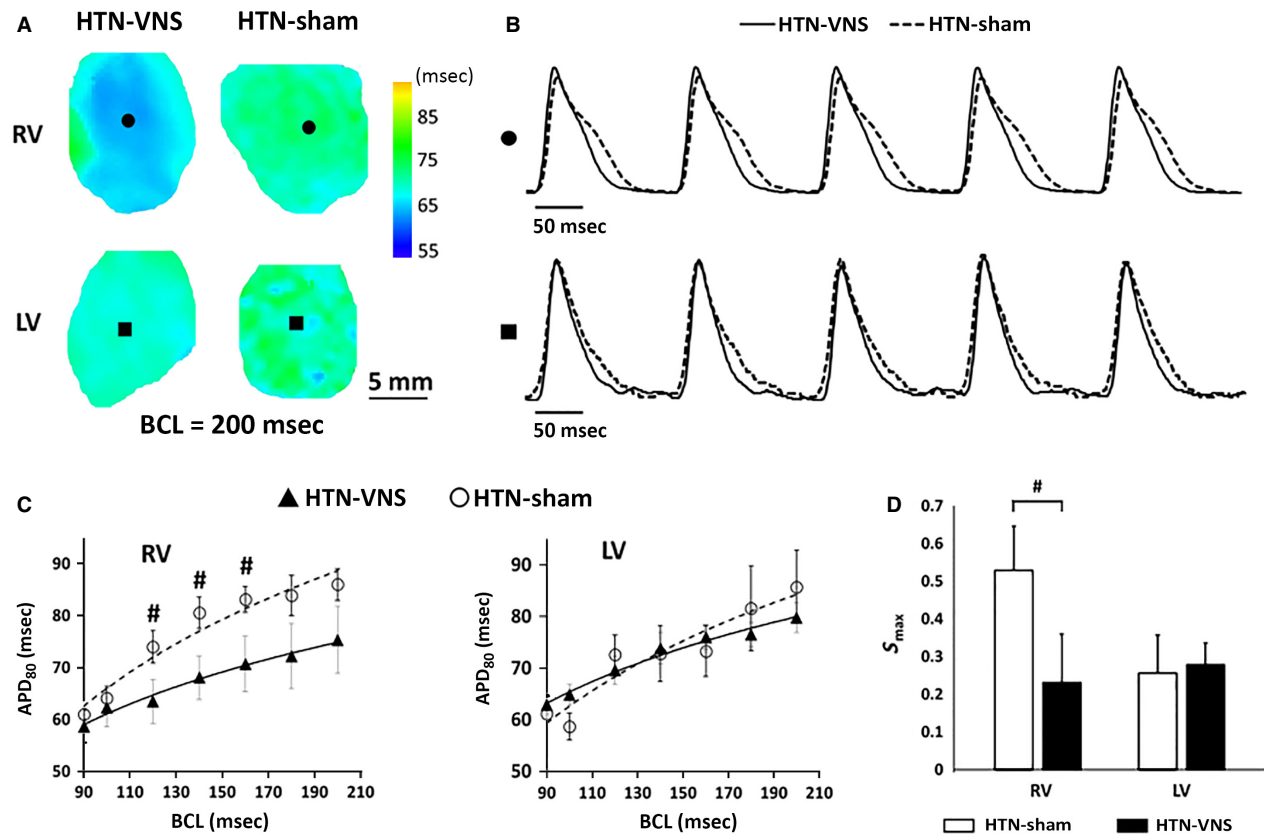 A
HTN-VNS
HTN-sham
(msec)
85
75
65
55
RV
LV
5 mm
BCL = 200 msec
B
HTN-VNS
HTN-sham
50 msec
50 msec
C
HTN-VNS
HTN-sham
RV
# # #
APD80 (msec)
90
80
70
60
50
90 110 130 150 170 190 210
BCL (msec)
LV
APD80 (msec)
90
80
70
60
50
90 110 130 150 170 190 210
BCL (msec)
D
#
Smax
0.7
0.6
0.5
0.4
0.3
0.2
0.1
0
RV LV
HTN-sham
HTN-VNS